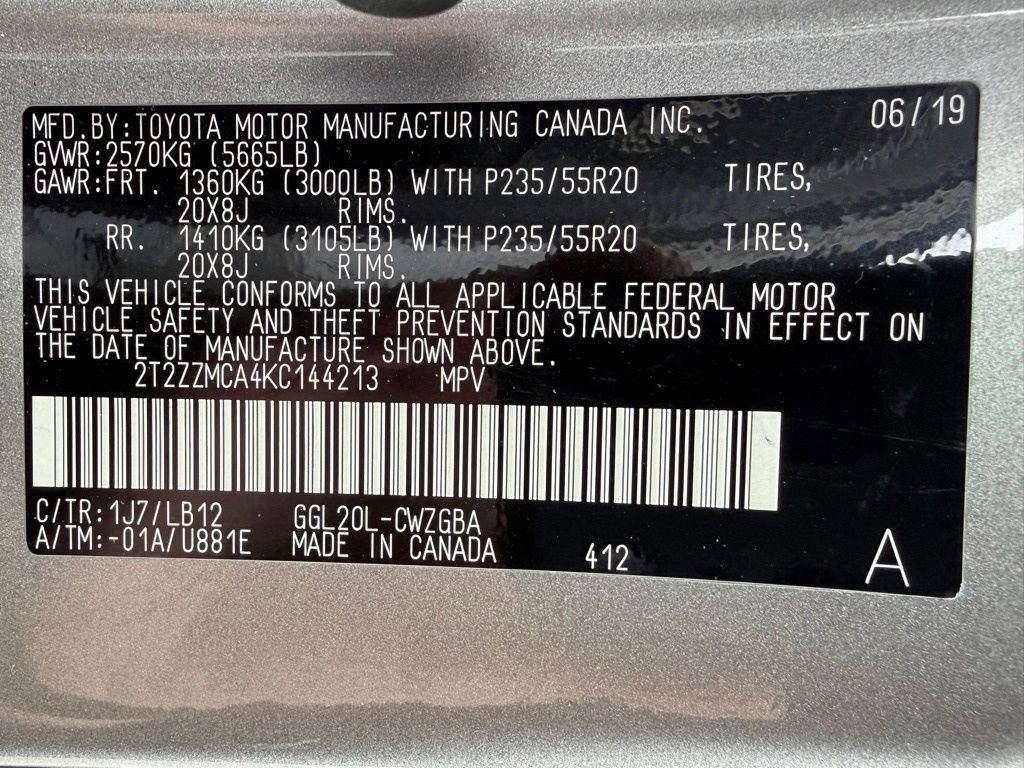 MFD.BY:TOYOTA MOTOR MANUFACTURING CANADA INC. 06/19
GVWR:2570KG (5665LB)
GAWR:FRT. 1360KG (3000LB) WITH P235/55R20 TIRES,
20X8J RIMS.
RR. 1410KG (3105LB) WITH P235/55R20 TIRES,
20X8J RIMS.
THIS VEHICLE CONFORMS TO ALL APPLICABLE FEDERAL MOTOR
VEHICLE SAFETY AND THEFT PREVENTION STANDARDS IN EFFECT ON
THE DATE OF MANUFACTURE SHOWN ABOVE.
2T2ZZMCA4KC144213 MPV
C/TR:1J7/LB12 GGL20L-CWZGBA
A/TM:-01A/U881E MADE IN CANADA 412 A